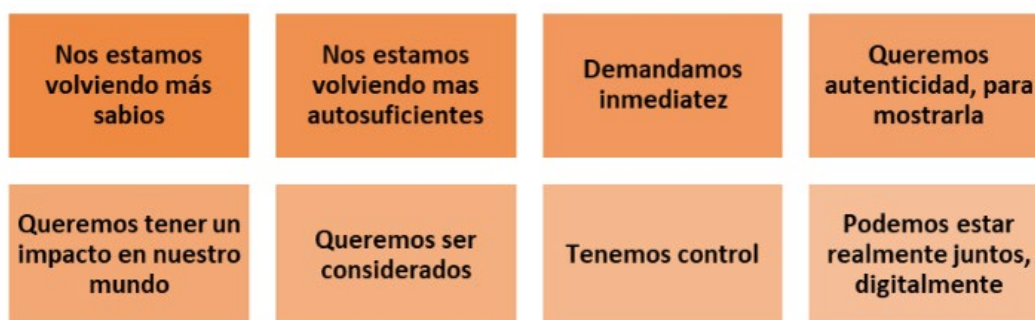 Nos estamos
volviendo más
sabios
Nos estamos
volviendo mas
autosuficientes
Demandamos
inmediatez
Queremos
autenticidad, para
mostrarla
Queremos tener un
impacto en nuestro
mundo
Queremos ser
considerados
Tenemos control
Podemos estar
realmente juntos,
digitalmente